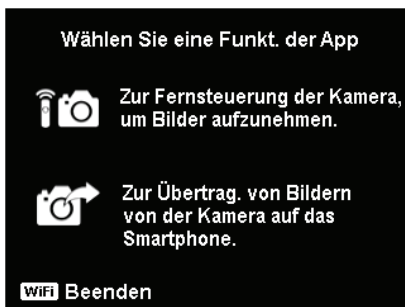 Wählen Sie eine Funkt. der App
Zur Fernsteuerung der Kamera,
um Bilder aufzunehmen.
Zur Übertrag. von Bildern
von der Kamera auf das
Smartphone.
WiFi Beenden